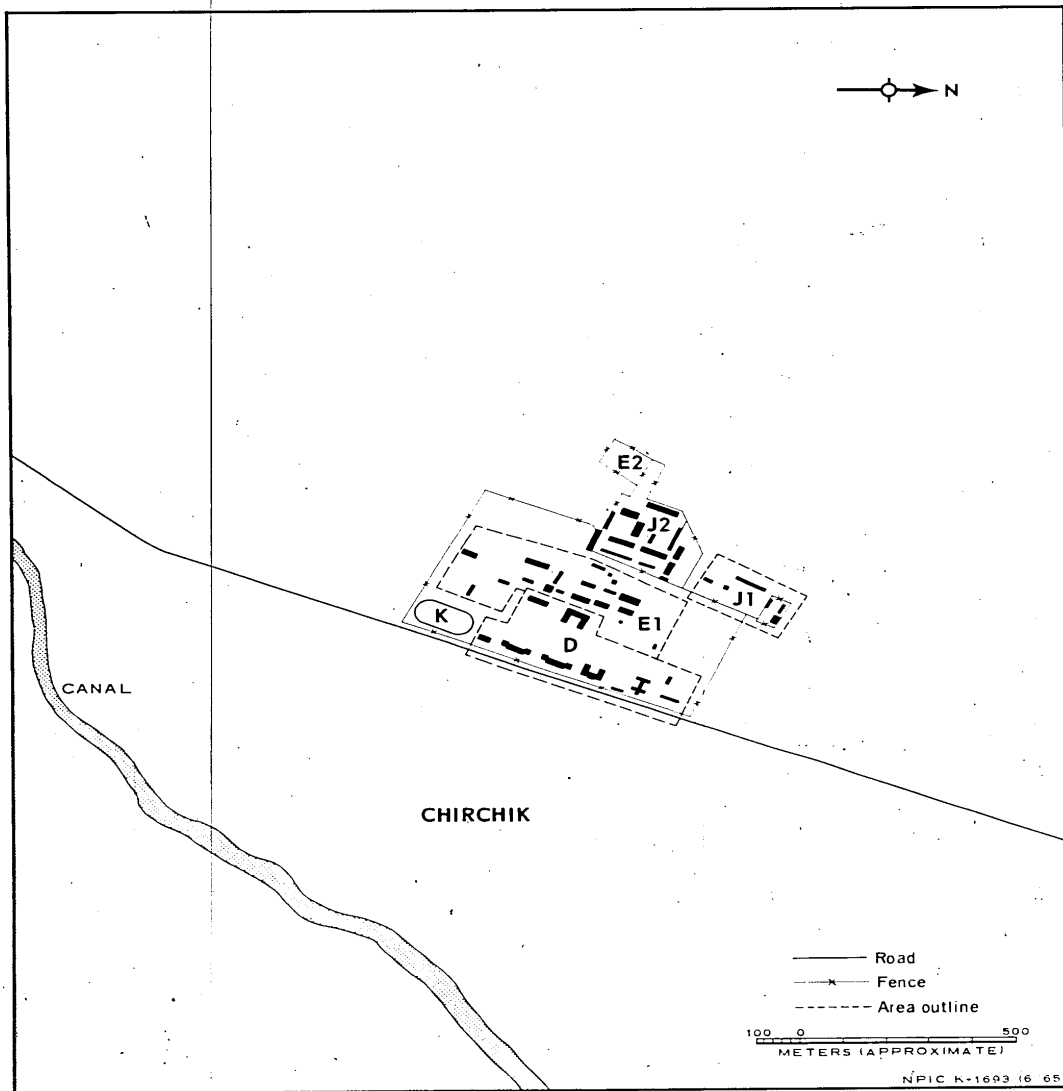 N
E2
J2
J1
K
E1
D
CANAL
CHIRCHIK
Road
Fence
Area outline
100 0 500
METERS (APPROXIMATE)
NPIC K-1693 (6 65